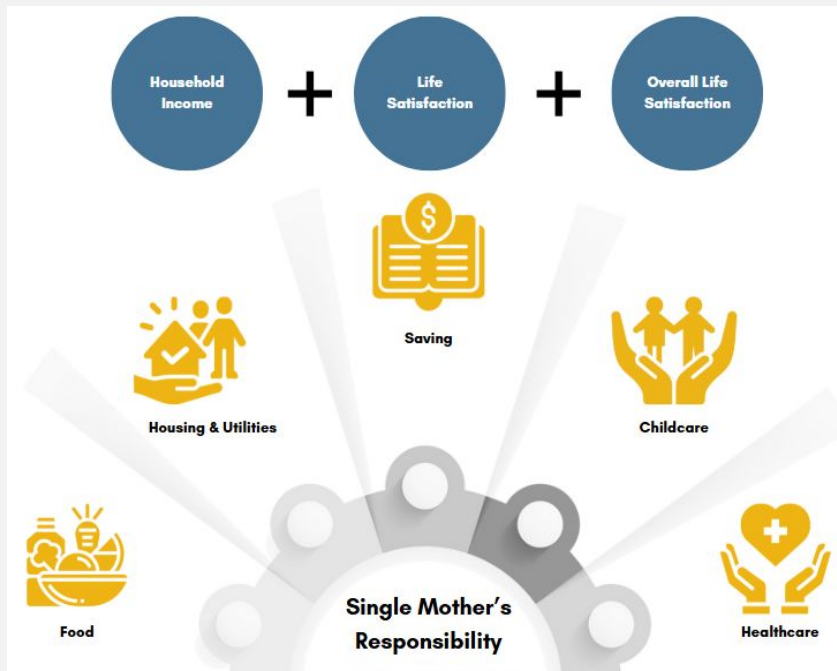 Household
Income
+
Life
Satisfaction
+
Overall Life
Satisfaction
$
Saving
Housing & Utilities
Childcare
Food
Single Mother's
Responsibility
Healthcare